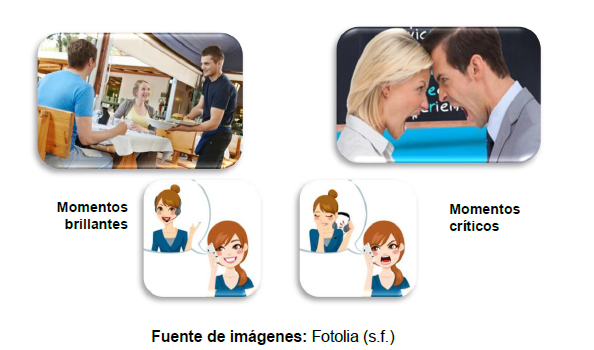 Momentos
brillantes
Momentos
críticos
Fuente de imágenes: Fotolia (s.f.)